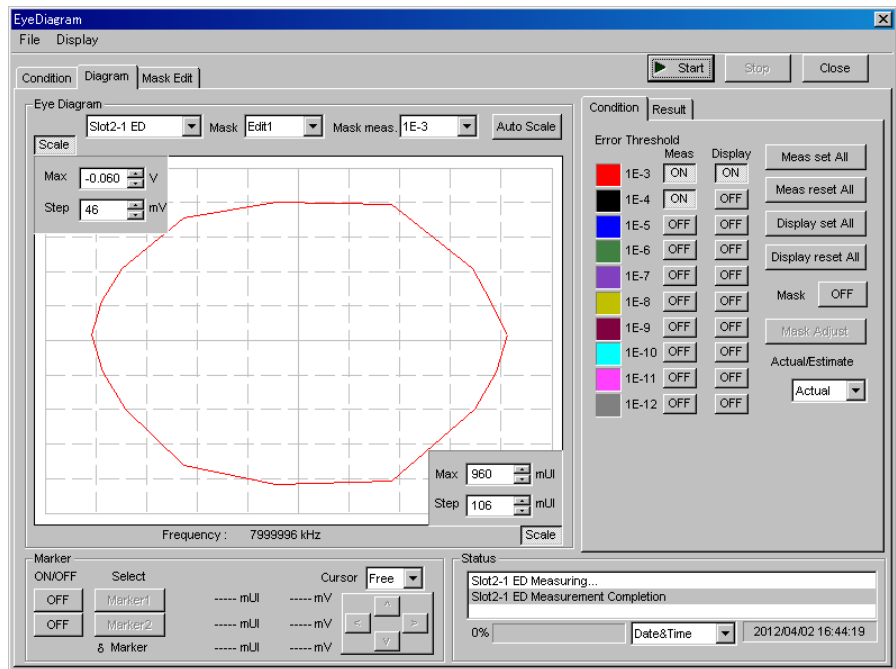 EyeDiagram
File Display
Start Stop Close
Condition Diagram Mask Edit
Eye Diagram
Slot2-1 ED Mask Edit1 Mask meas. 1E-3 Auto Scale
Scale
Max -0.060 V
Step 46 mV
Max 960 mUI
Step 106 mUI
Frequency : 7999996 kHz
Scale
Condition Result
Error Threshold
Meas Display
1E-3 ON ON
1E-4 ON OFF
1E-5 OFF OFF
1E-6 OFF OFF
1E-7 OFF OFF
1E-8 OFF OFF
1E-9 OFF OFF
1E-10 OFF OFF
1E-11 OFF OFF
1E-12 OFF OFF
Meas set All
Meas reset All
Display set All
Display reset All
Mask OFF
Mask Adjust
Actual/Estimate
Actual
Marker
ON/OFF Select Cursor Free
OFF Marker1 ----- mUI ----- mV
OFF Marker2 ----- mUI ----- mV
δ Marker ----- mUI ----- mV
^
< >
v
Status
Slot2-1 ED Measuring...
Slot2-1 ED Measurement Completion
0% Date&Time 2012/04/02 16:44:19